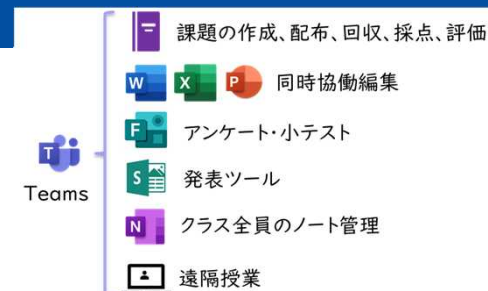 課題の作成、配布、回収、採点、評価
W X P 同時協働編集
F アンケート・小テスト
T
Teams
S 発表ツール
N クラス全員のノート管理
遠隔授業